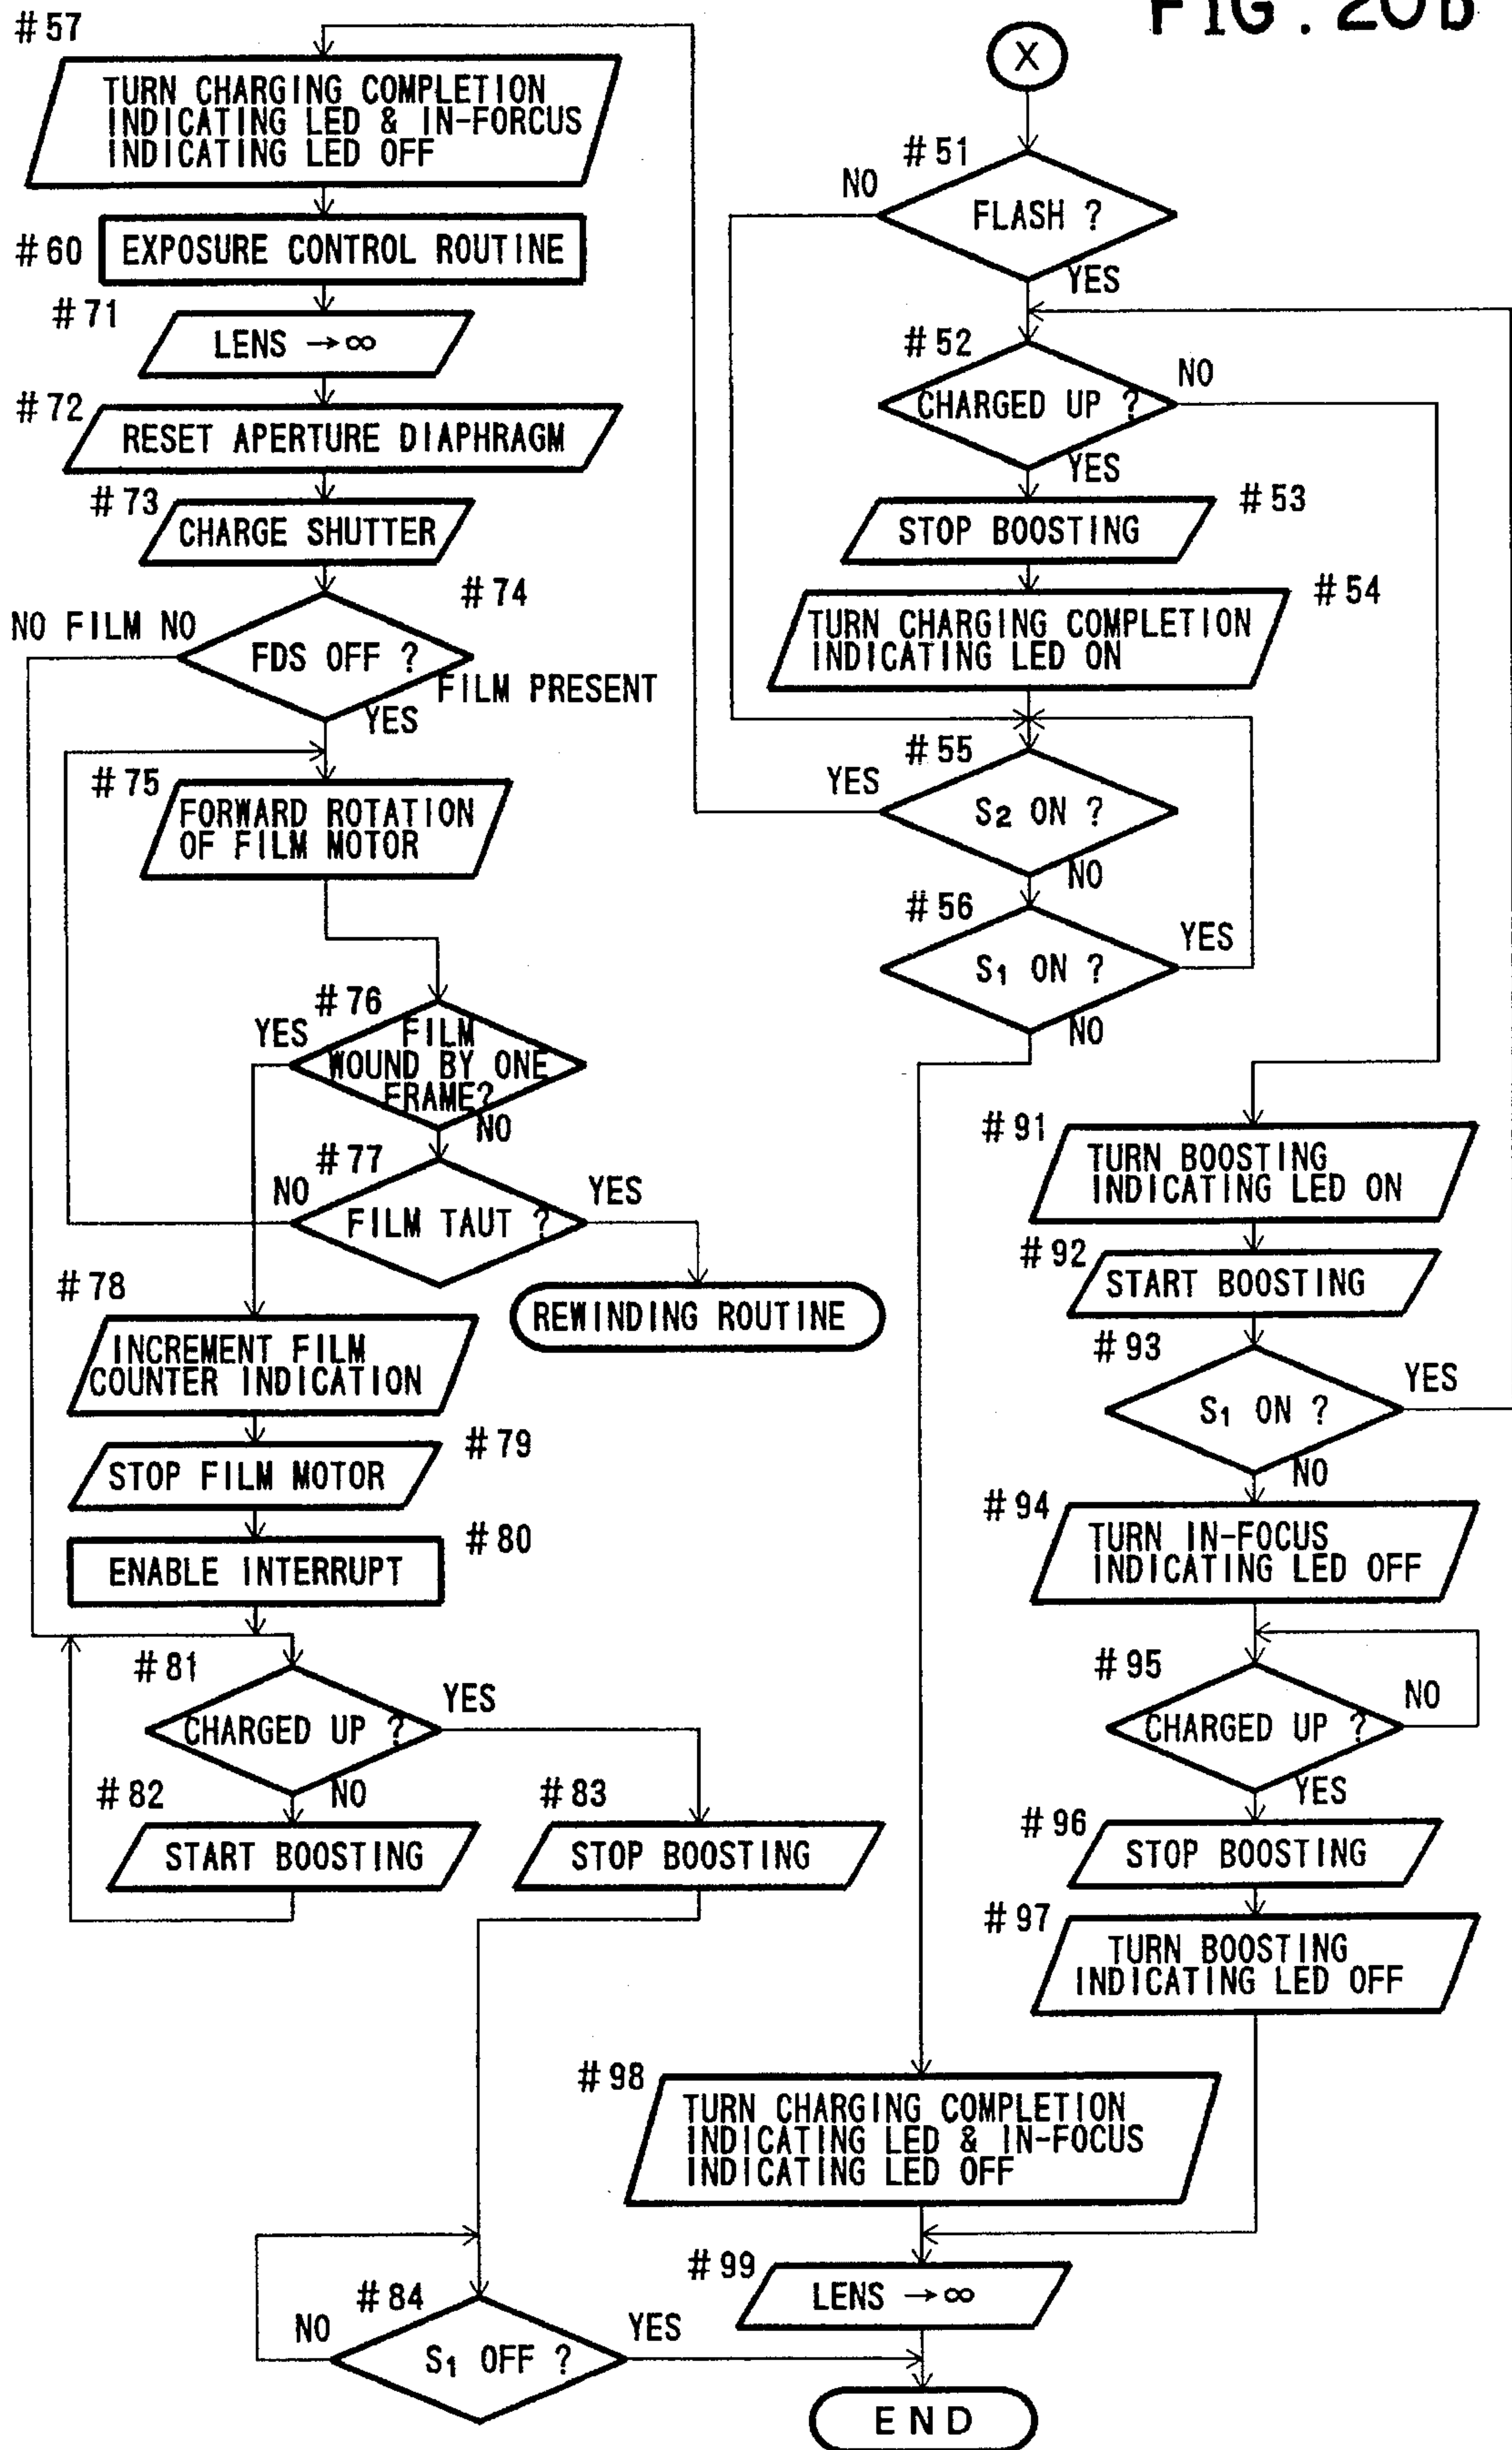 FIG. 20b
#57
TURN CHARGING COMPLETION
INDICATING LED & IN-FORCUS
INDICATING LED OFF
#60
EXPOSURE CONTROL ROUTINE
#71
LENS →∞
#72
RESET APERTURE DIAPHRAGM
#73
CHARGE SHUTTER
#74
NO FILM NO
FDS OFF ?
FILM PRESENT
YES
#75
FORWARD ROTATION
OF FILM MOTOR
#76
YES
FILM
WOUND BY ONE
FRAME?
NO
#77
NO
FILM TAUT ?
YES
REWINDING ROUTINE
#78
INCREMENT FILM
COUNTER INDICATION
#79
STOP FILM MOTOR
#80
ENABLE INTERRUPT
#81
CHARGED UP ?
YES
NO
#82
START BOOSTING
#83
STOP BOOSTING
#84
NO
S1 OFF ?
YES
X
#51
NO
FLASH ?
YES
#52
CHARGED UP ?
NO
YES
#53
STOP BOOSTING
#54
TURN CHARGING COMPLETION
INDICATING LED ON
#55
YES
S2 ON ?
NO
#56
S1 ON ?
YES
NO
#91
TURN BOOSTING
INDICATING LED ON
#92
START BOOSTING
#93
S1 ON ?
YES
NO
#94
TURN IN-FOCUS
INDICATING LED OFF
#95
CHARGED UP ?
NO
YES
#96
STOP BOOSTING
#97
TURN BOOSTING
INDICATING LED OFF
#98
TURN CHARGING COMPLETION
INDICATING LED & IN-FOCUS
INDICATING LED OFF
#99
LENS →∞
END